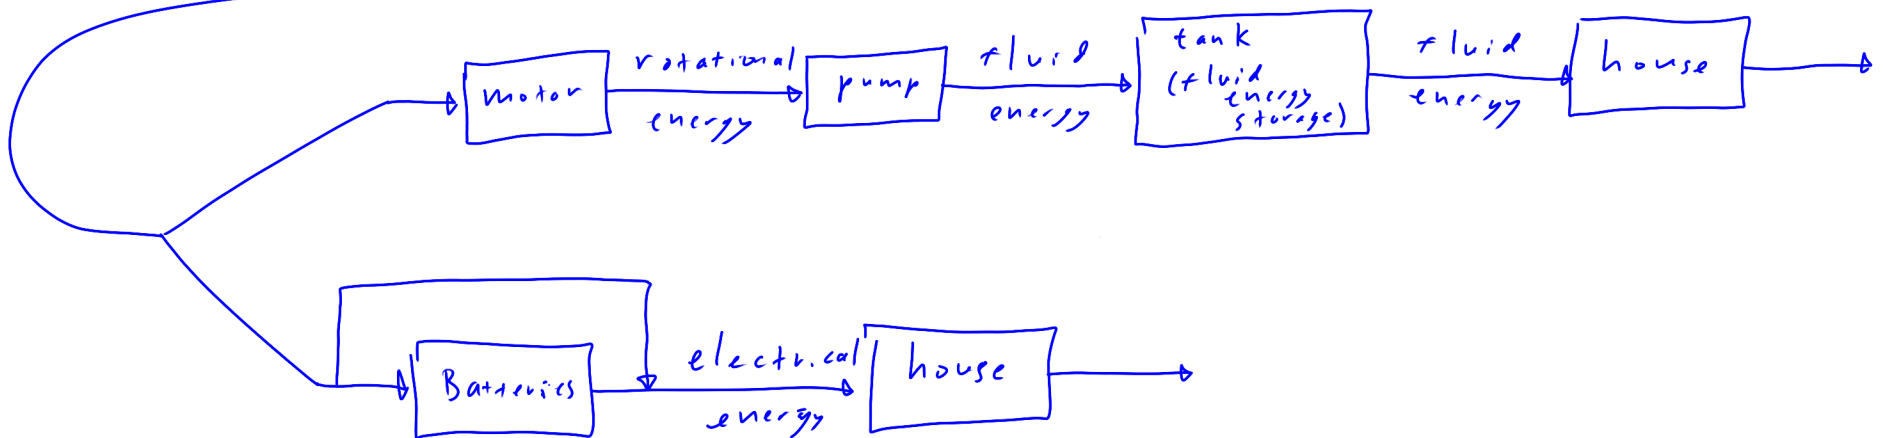 motor
rotational
energy
pump
fluid
energy
tank
(fluid
energy
storage)
fluid
energy
house
Batteries
electrical
energy
house